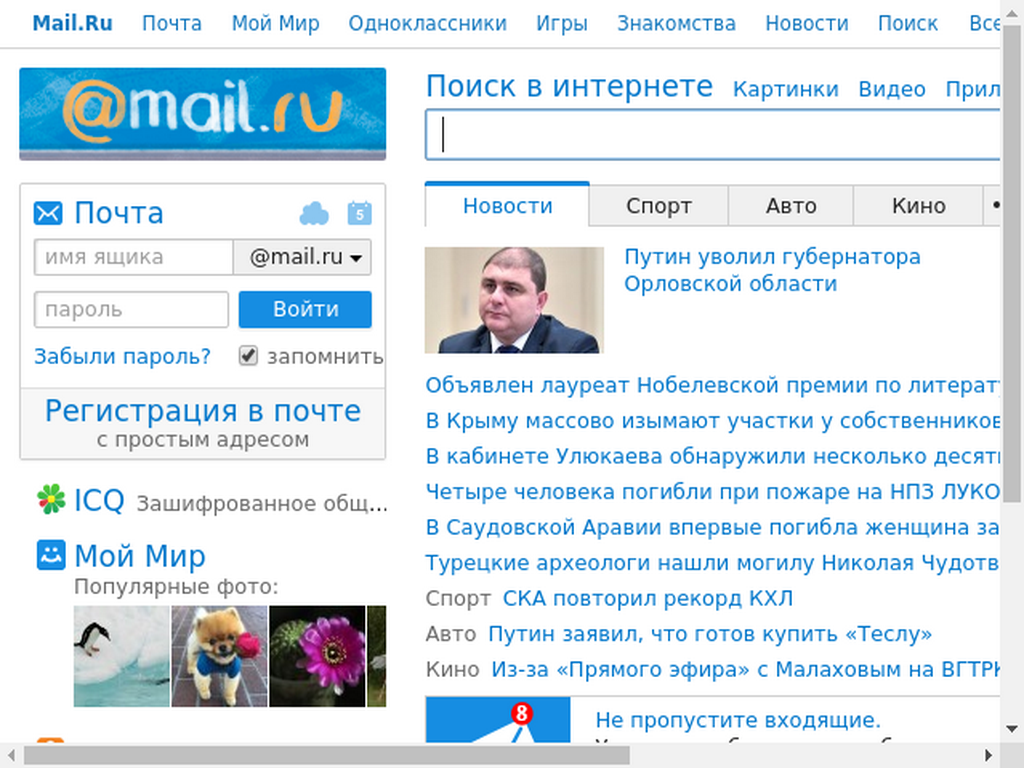 Mail.Ru Почта Мой Мир Одноклассники Игры Знакомства Новости Поиск Все
@mail.ru
Почта 5
имя ящика @mail.ru
пароль Войти
Забыли пароль? запомнить
Регистрация в почте
с простым адресом
ICQ Зашифрованное общ...
Мой Мир
Популярные фото:
Поиск в интернете Картинки Видео Прил
Новости Спорт Авто Кино
Путин уволил губернатора
Орловской области
Объявлен лауреат Нобелевской премии по литерат
В Крыму массово изымают участки у собственников
В кабинете Улюкаева обнаружили несколько десят
Четыре человека погибли при пожаре на НПЗ ЛУКО
В Саудовской Аравии впервые погибла женщина за
Турецкие археологи нашли могилу Николая Чудотв
Спорт СКА повторил рекорд КХЛ
Авто Путин заявил, что готов купить «Теслу»
Кино Из-за «Прямого эфира» с Малаховым на ВГТРК
8
Не пропустите входящие.